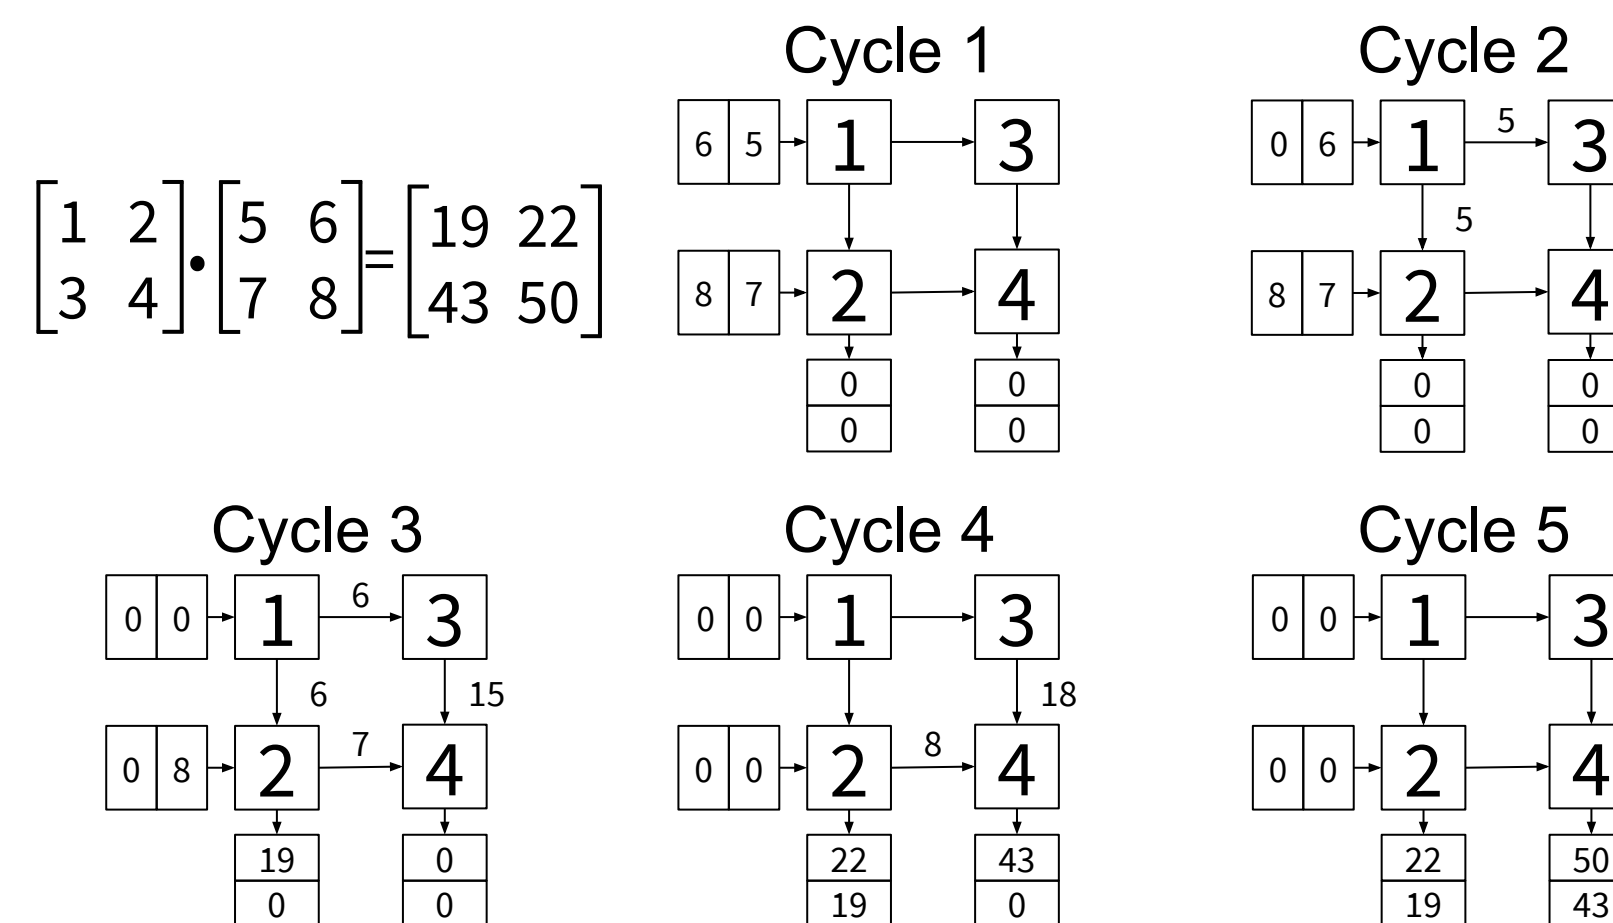 Cycle 1
Cycle 2
6 5 1 3
0 6 1 5 3
1 2 5 6 19 22
•
=
3 4 7 8 43 50
5
8 7 2 4
8 7 2 4
0 0
0 0
0 0
0 0
Cycle 3
Cycle 4
Cycle 5
0 0 1 6 3
0 0 1 3
0 0 1 3
6 15
18
0 8 2 7 4
0 0 2 8 4
0 0 2 4
19 0
0 0
22 43
19 0
22 50
19 43